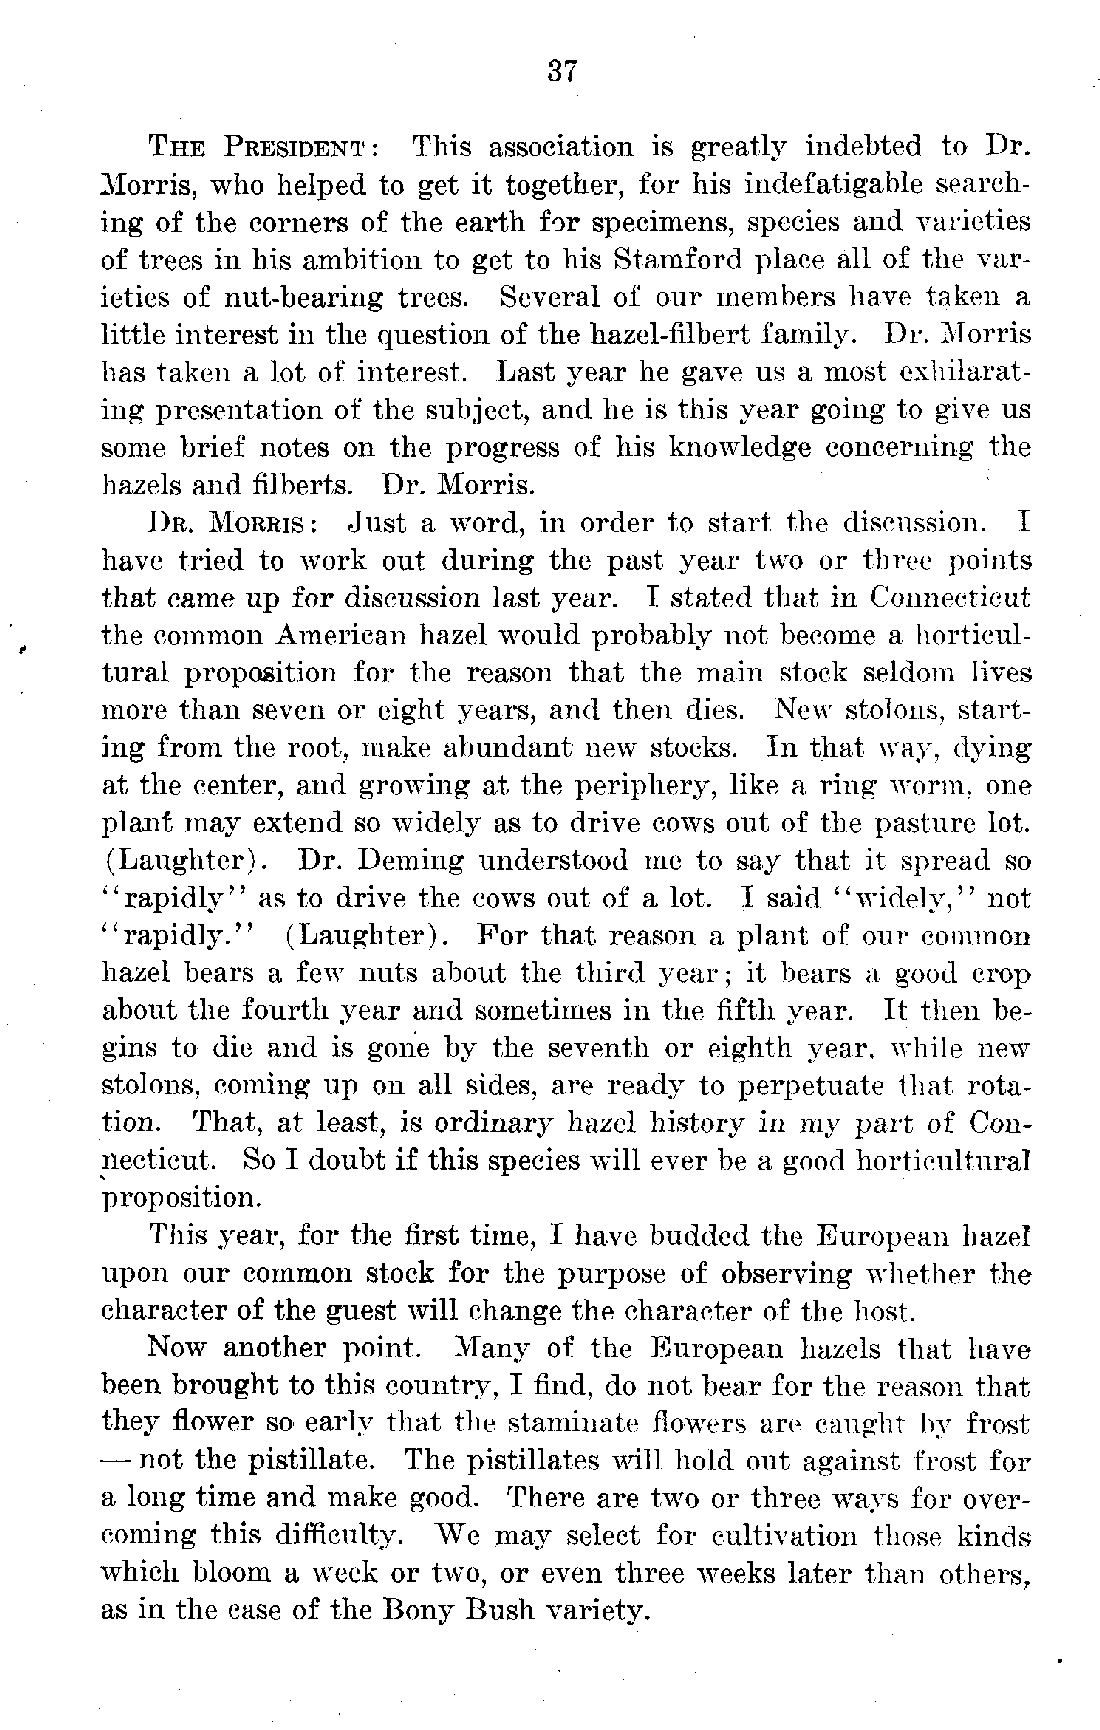 37
THE PRESIDENT: This association is greatly indebted to Dr.
Morris, who helped to get it together, for his indefatigable search-
ing of the corners of the earth for specimens, species and varieties
of trees in his ambition to get to his Stamford place all of the var-
ieties of nut-bearing trees. Several of our members have taken a
little interest in the question of the hazel-filbert family. Dr. Morris
has taken a lot of interest. Last year he gave us a most exhilarat-
ing presentation of the subject, and he is this year going to give us
some brief notes on the progress of his knowledge concerning the
hazels and filberts. Dr. Morris.
DR. MORRIS: Just a word, in order to start the discussion. I
have tried to work out during the past year two or three points
that came up for discussion last year. I stated that in Connecticut
the common American hazel would probably not become a horticul-
tural proposition for the reason that the main stock seldom lives
more than seven or eight years, and then dies. New stolons, start-
ing from the root, make abundant new stocks. In that way, dying
at the center, and growing at the periphery, like a ring worm, one
plant may extend so widely as to drive cows out of the pasture lot.
(Laughter). Dr. Deming understood me to say that it spread so
"rapidly" as to drive the cows out of a lot. I said "widely," not
"rapidly." (Laughter). For that reason a plant of our common
hazel bears a few nuts about the third year; it bears a good crop
about the fourth year and sometimes in the fifth year. It then be-
gins to die and is gone by the seventh or eighth year, while new
stolons, coming up on all sides, are ready to perpetuate that rota-
tion. That, at least, is ordinary hazel history in my part of Con-
necticut. So I doubt if this species will ever be a good horticultural
proposition.
This year, for the first time, I have budded the European hazel
upon our common stock for the purpose of observing whether the
character of the guest will change the character of the host.
Now another point. Many of the European hazels that have
been brought to this country, I find, do not bear for the reason that
they flower so early that the staminate flowers are caught by frost
— not the pistillate. The pistillates will hold out against frost for
a long time and make good. There are two or three ways for over-
coming this difficulty. We may select for cultivation those kinds
which bloom a week or two, or even three weeks later than others,
as in the case of the Bony Bush variety.